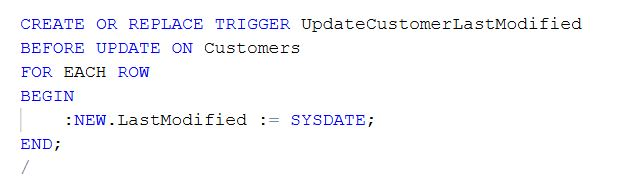 CREATE OR REPLACE TRIGGER UpdateCustomerLastModified
BEFORE UPDATE ON Customers
FOR EACH ROW
BEGIN
    :NEW.LastModified := SYSDATE;
END;
/